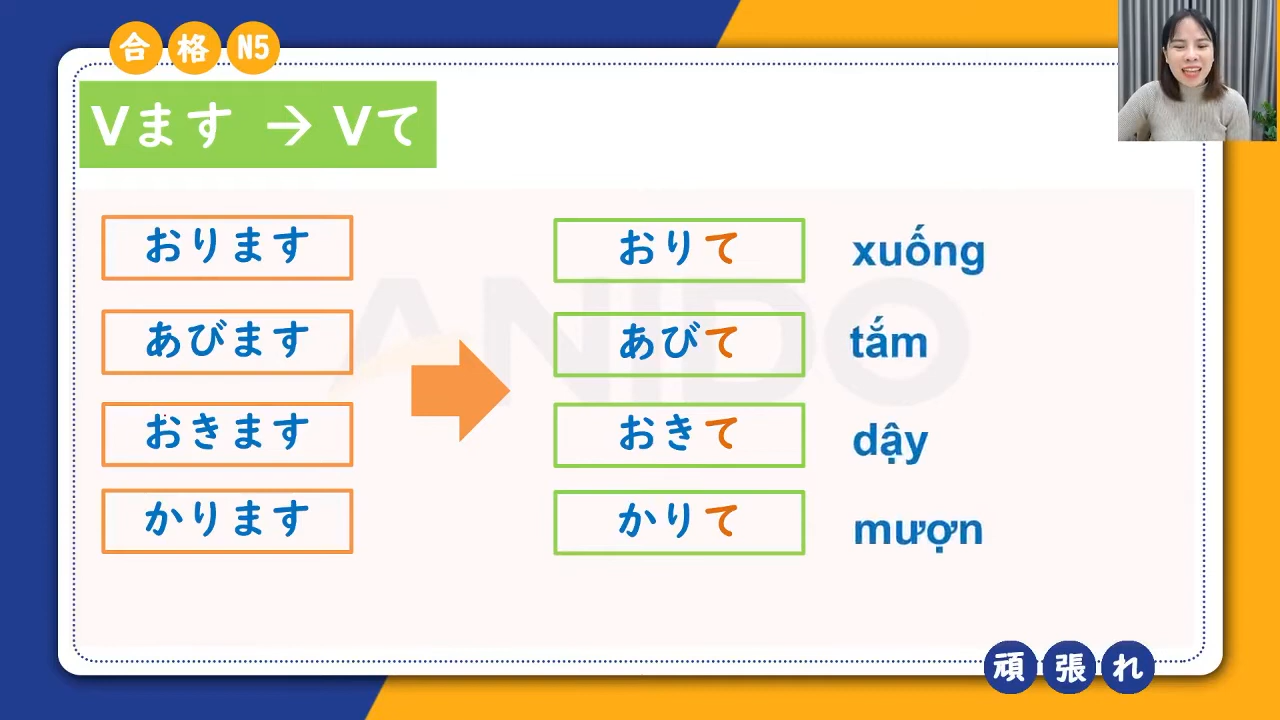 合格 N5
Vます → Vて
おります おりて xuống
あびます あびて tắm
おきます おきて dậy
かります かりて mượn
ANIDO
頑張れ